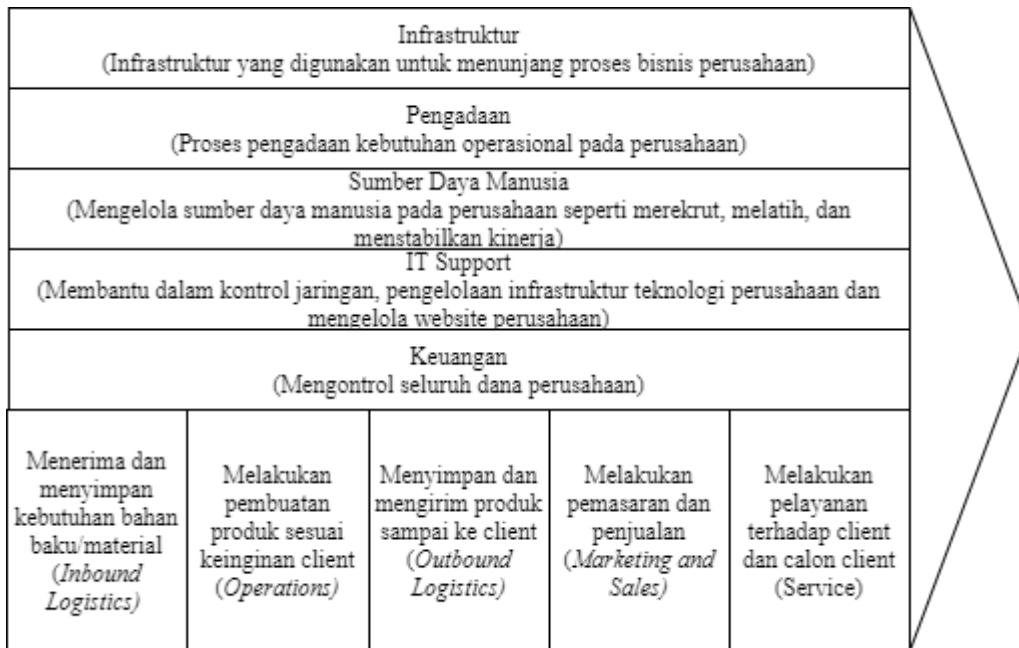 Infrastruktur
(Infrastruktur yang digunakan untuk menunjang proses bisnis perusahaan)
Pengadaan
(Proses pengadaan kebutuhan operasional pada perusahaan)
Sumber Daya Manusia
(Mengelola sumber daya manusia pada perusahaan seperti merekrut, melatih, dan
menstabilkan kinerja)
IT Support
(Membantu dalam kontrol jaringan, pengelolaan infrastruktur teknologi perusahaan dan
mengelola website perusahaan)
Keuangan
(Mengontrol seluruh dana perusahaan)
Menerima dan
menyimpan
kebutuhan bahan
baku/material
(Inbound
Logistics)
Melakukan
pembuatan
produk sesuai
keinginan client
(Operations)
Menyimpan dan
mengirim produk
sampai ke client
(Outbound
Logistics)
Melakukan
pemasaran dan
penjualan
(Marketing and
Sales)
Melakukan
pelayanan
terhadap client
dan calon client
(Service)